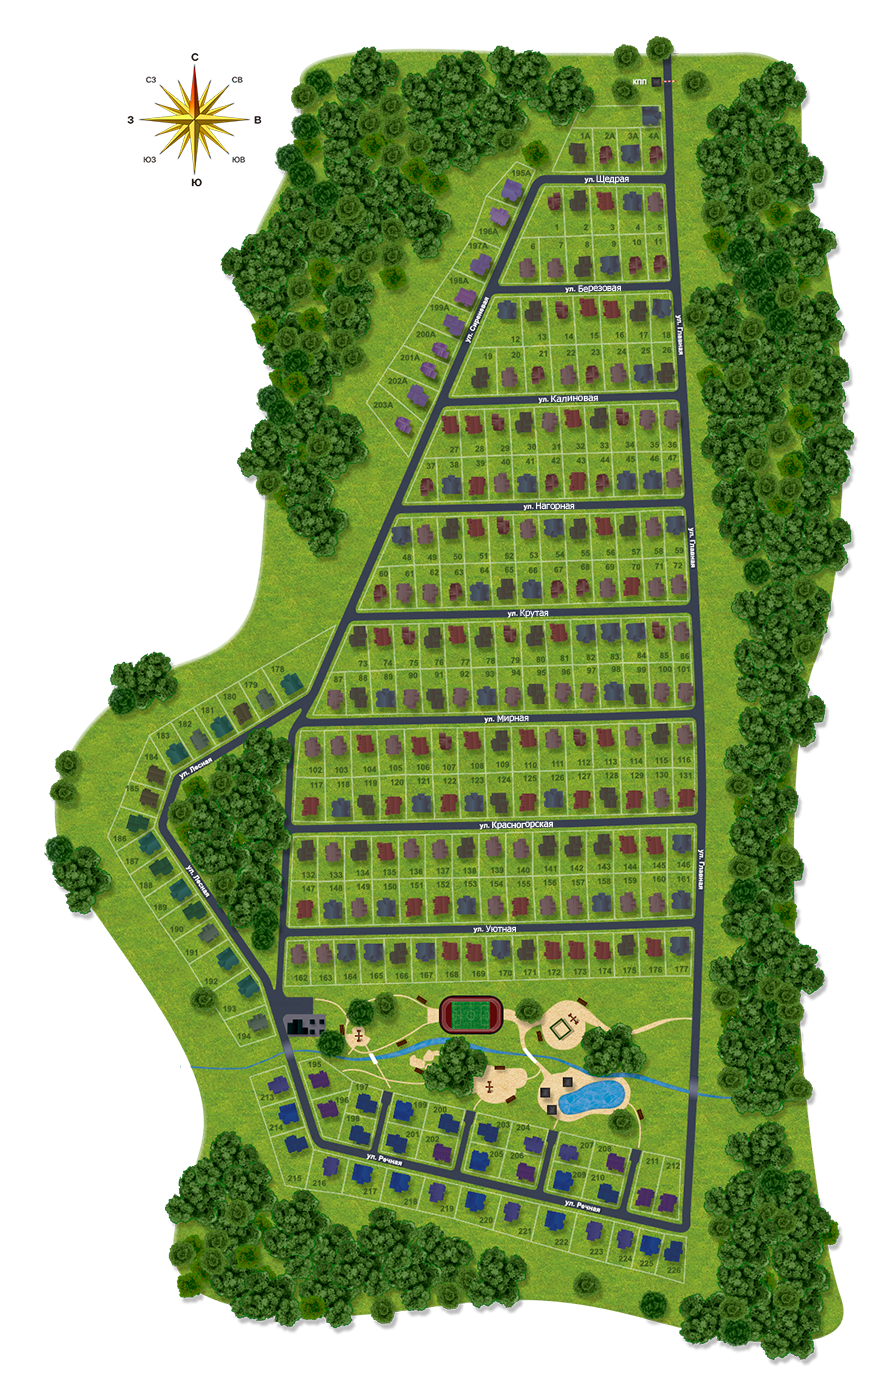 С
СЗ СВ
З В
ЮЗ ЮВ
Ю
КПП
1А 2А 3А 4А
ул. Щедрая
195А
196А
197А
198А
199А
200А
201А
202А
203А
ул. Сиреневая
1 2 3 4 5
6 7 8 9 10 11
ул. Березовая
ул. Главная
12 13 14 15 16 17 18
19 20 21 22 23 24 25 26
ул. Калиновая
27 28 29 30 31 32 33 34 35 36
37 38 39 40 41 42 43 44 45 46 47
ул. Нагорная
ул. Главная
48 49 50 51 52 53 54 55 56 57 58 59
60 61 62 63 64 65 66 67 68 69 70 71 72
ул. Крутая
73 74 75 76 77 78 79 80 81 82 83 84 85 86
87 88 89 90 91 92 93 94 95 96 97 98 99 100 101
ул. Мирная
178
179
180
181
182
183
184
185
ул. Лесная
102 103 104 105 106 107 108 109 110 111 112 113 114 115 116
117 118 119 120 121 122 123 124 125 126 127 128 129 130 131
ул. Красногорская
ул. Главная
132 133 134 135 136 137 138 139 140 141 142 143 144 145 146
147 148 149 150 151 152 153 154 155 156 157 158 159 160 161
ул. Уютная
186
187
188
189
190
191
192
193
194
ул. Лесная
162 163 164 165 166 167 168 169 170 171 172 173 174 175 176 177
195
196 197
198 199
200
201
202
203 204
205 206
207 208
209 210
211 212
213
214
ул. Речная
ул. Речная
215 216 217 218 219 220 221 222 223 224 225 226